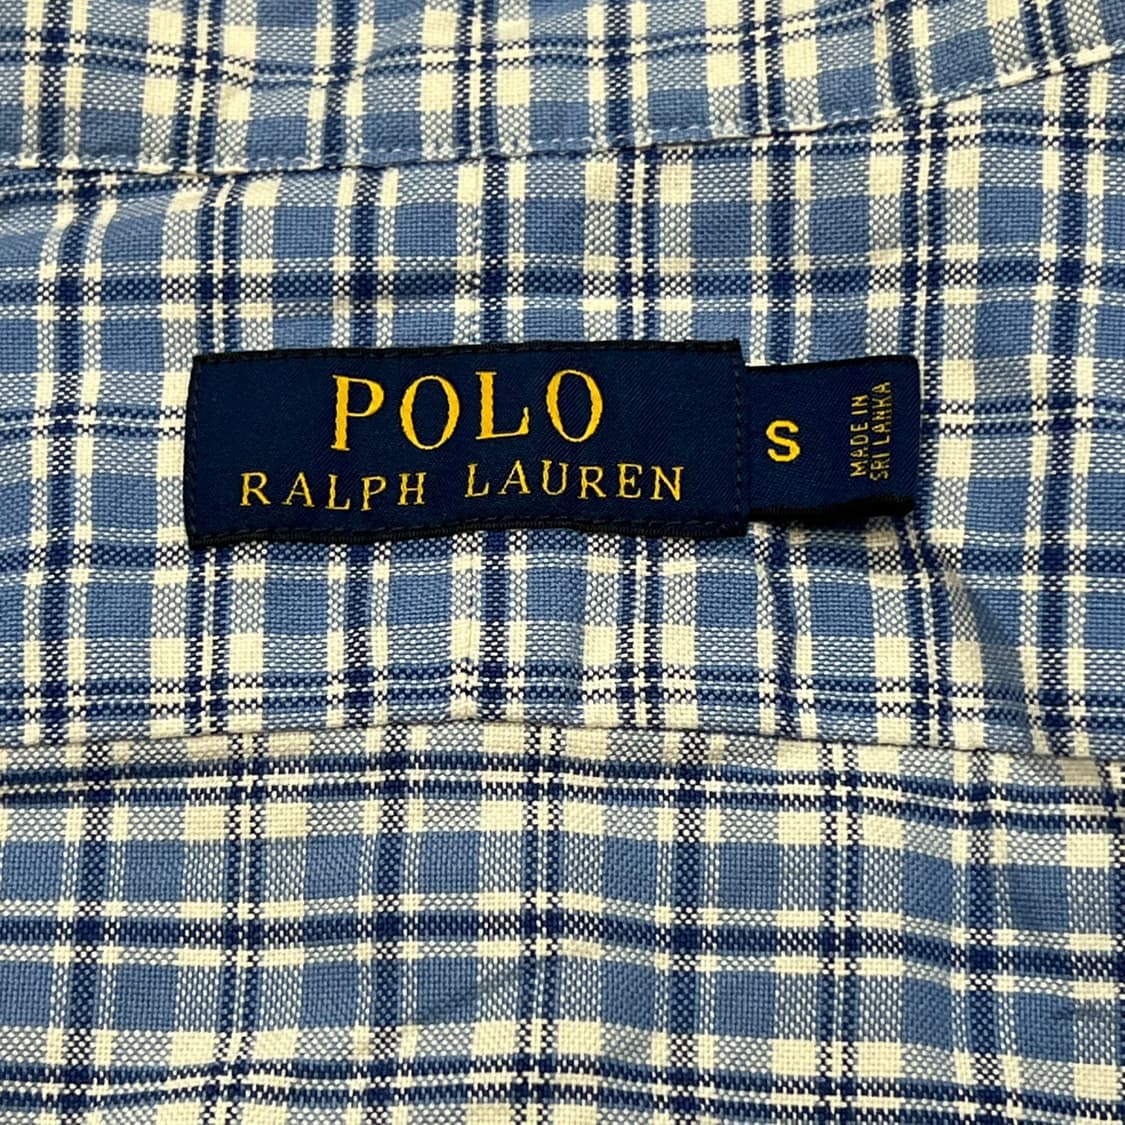 POLO
RALPH LAUREN
S
MADE IN
SRI LANKA